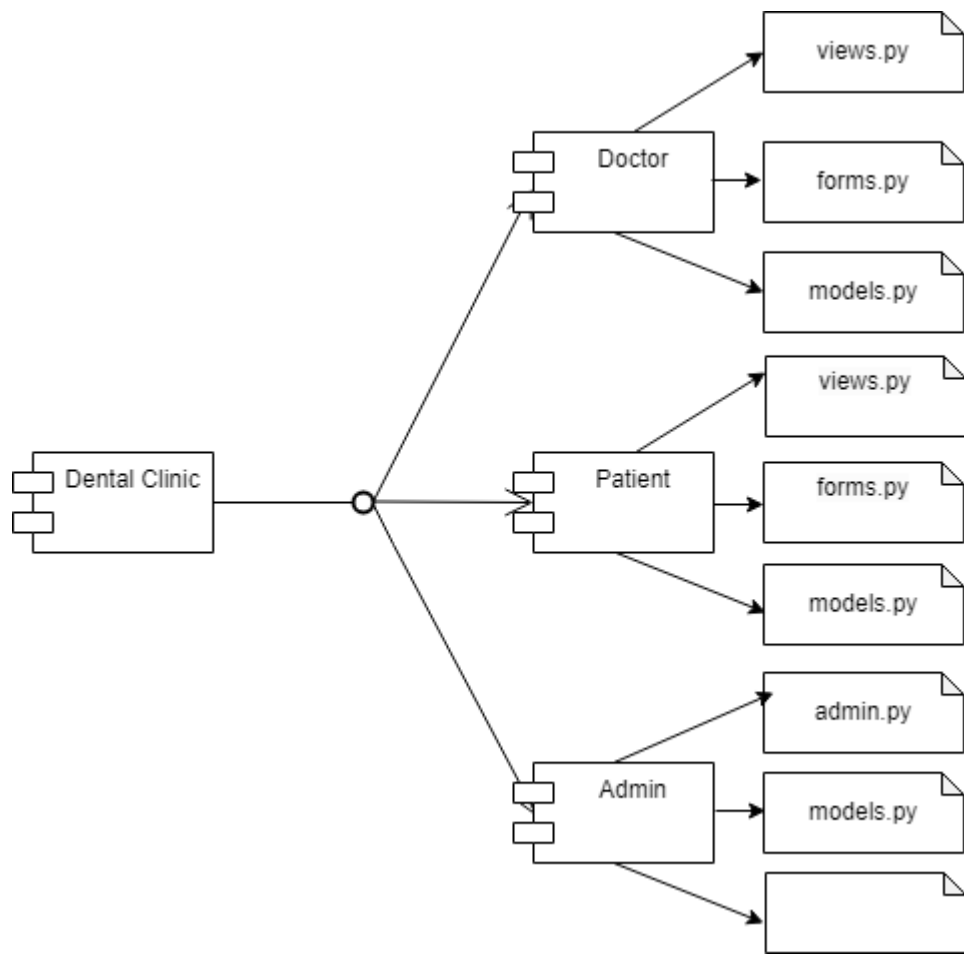 views.py
Doctor
forms.py
models.py
views.py
Dental Clinic
Patient
forms.py
models.py
admin.py
Admin
models.py